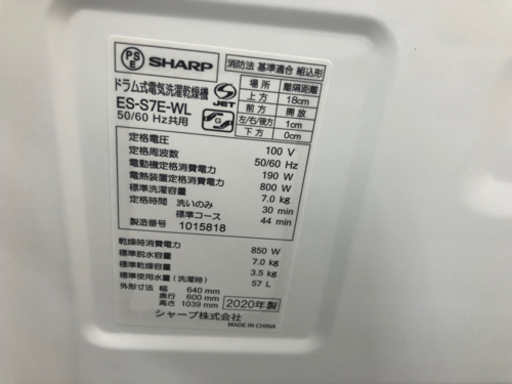 PSE SHARP
ドラム式電気洗濯乾燥機
ES-S7E-WL
50/60 Hz共用
JET
消防法 基準適合 組込形
場所 離隔距離
上方 18cm
前方 開放
左/右/後方 1cm
下方 0cm
定格電圧 100 V
定格周波数 50/60 Hz
電動機定格消費電力 190 W
電熱装置定格消費電力 800 W
標準洗濯容量 7.0 kg
定格時間 洗いのみ 30 min
標準コース 44 min
製造番号 1015818
乾燥時消費電力 850 W
標準脱水容量 7.0 kg
標準乾燥容量 3.5 kg
標準使用水量(洗濯時) 57 L
外形寸法: 幅 640 mm
奥行 600 mm
高さ 1039 mm
2020年製
シャープ株式会社
MADE IN CHINA